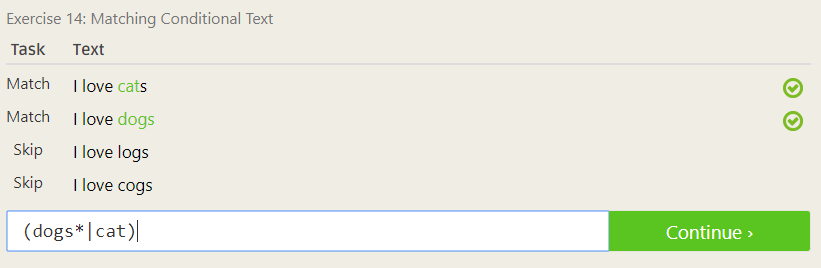 Exercise 14: Matching Conditional Text
Task Text
Match I love cats
Match I love dogs
Skip I love logs
Skip I love cogs
(dogs*|cat)
Continue ›